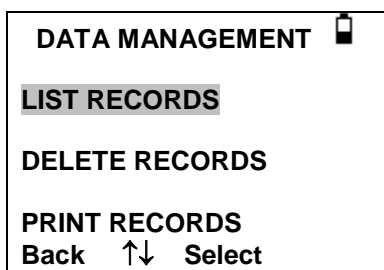 DATA MANAGEMENT
LIST RECORDS
DELETE RECORDS
PRINT RECORDS
Back ↑↓ Select